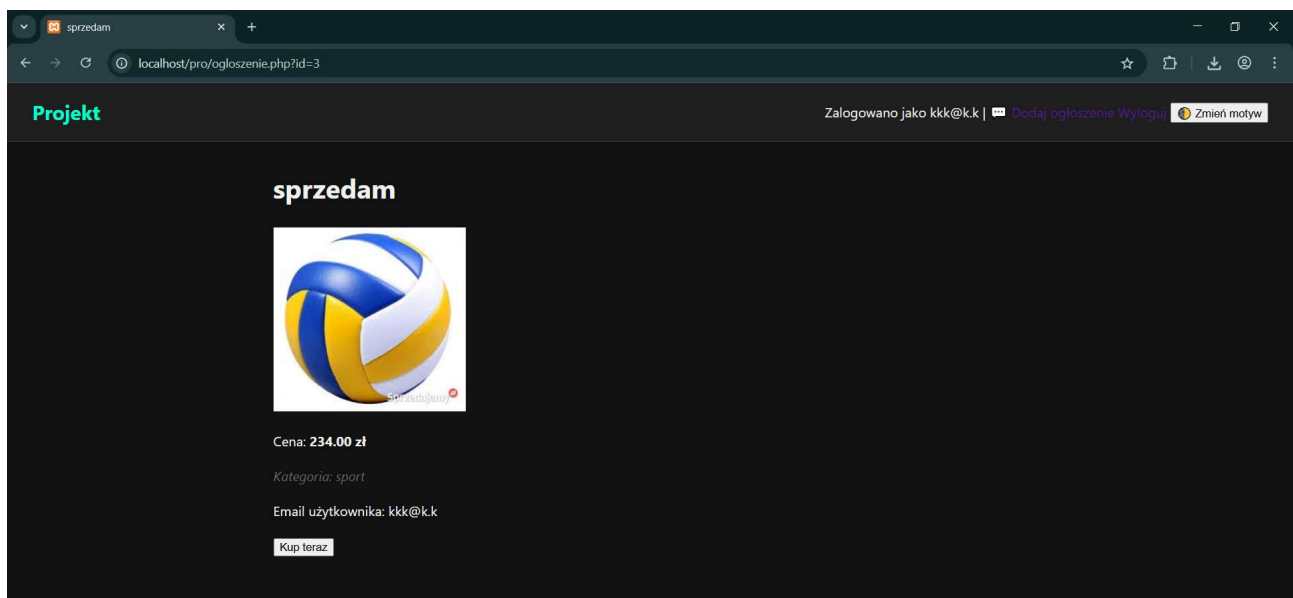 sprzedam
localhost/pro/ogloszenie.php?id=3
Projekt
Zalogowano jako kkk@k.k | Dodaj ogłoszenie Wyloguj Zmień motyw
sprzedam
Sprzedajemy
Cena: 234.00 zł
Kategoria: sport
Email użytkownika: kkk@k.k
Kup teraz